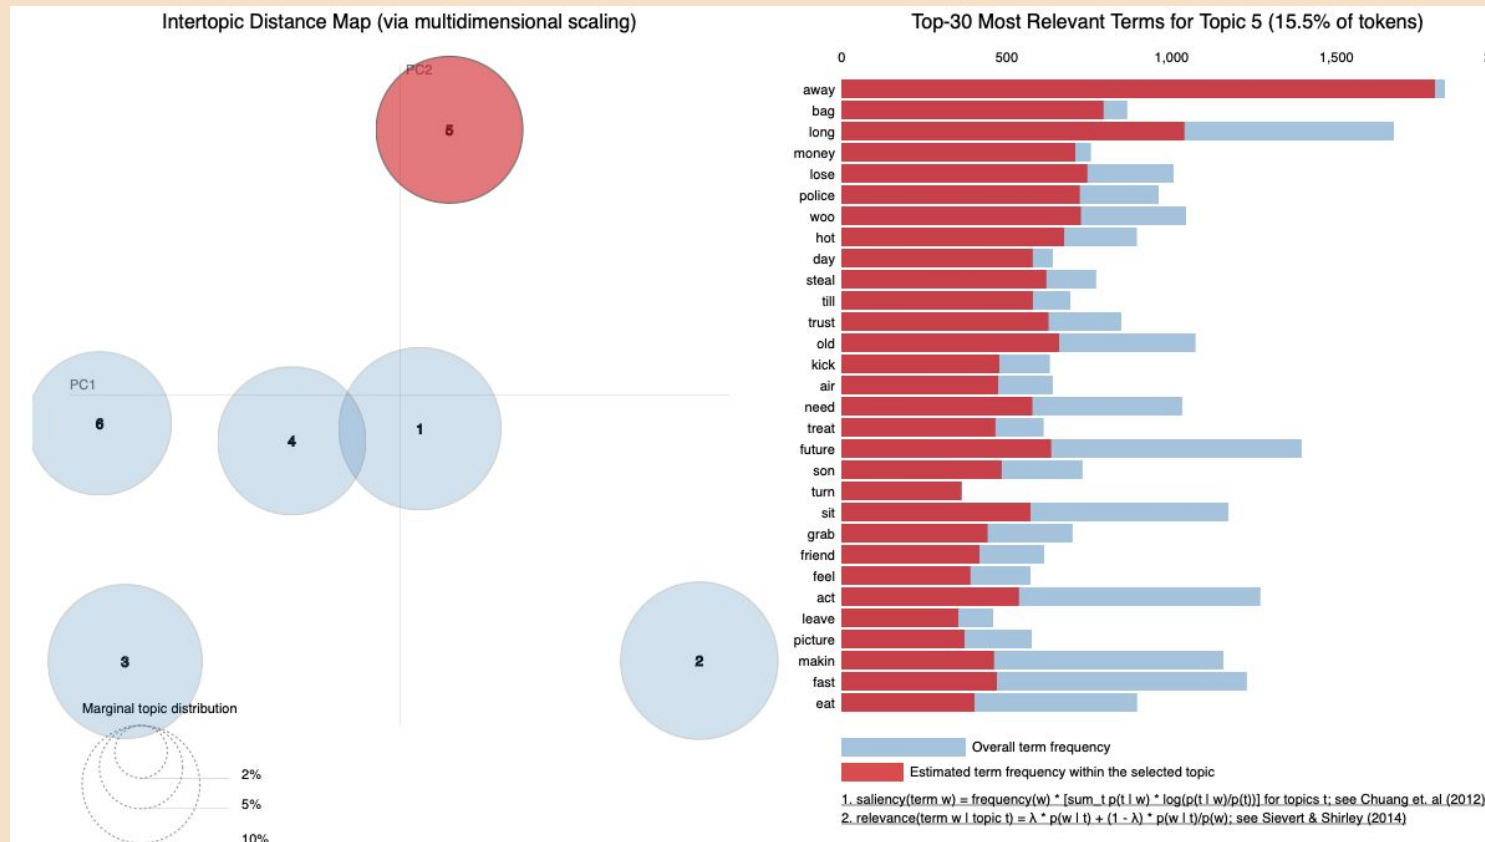 Intertopic Distance Map (via multidimensional scaling)
PC2
5
PC1
6
4
1
3
2
Marginal topic distribution
2%
5%
10%
Top-30 Most Relevant Terms for Topic 5 (15.5% of tokens)
0 500 1,000 1,500
away
bag
long
money
lose
police
woo
hot
day
steal
till
trust
old
kick
air
need
treat
future
son
turn
sit
grab
friend
feel
act
leave
picture
makin
fast
eat
Overall term frequency
Estimated term frequency within the selected topic
1. saliency(term w) = frequency(w) * [sum_t p(t | w) * log(p(t | w)/p(t))] for topics t; see Chuang et. al (2012)
2. relevance(term w | topic t) = λ * p(w | t) + (1 - λ) * p(w | t)/p(w); see Sievert & Shirley (2014)